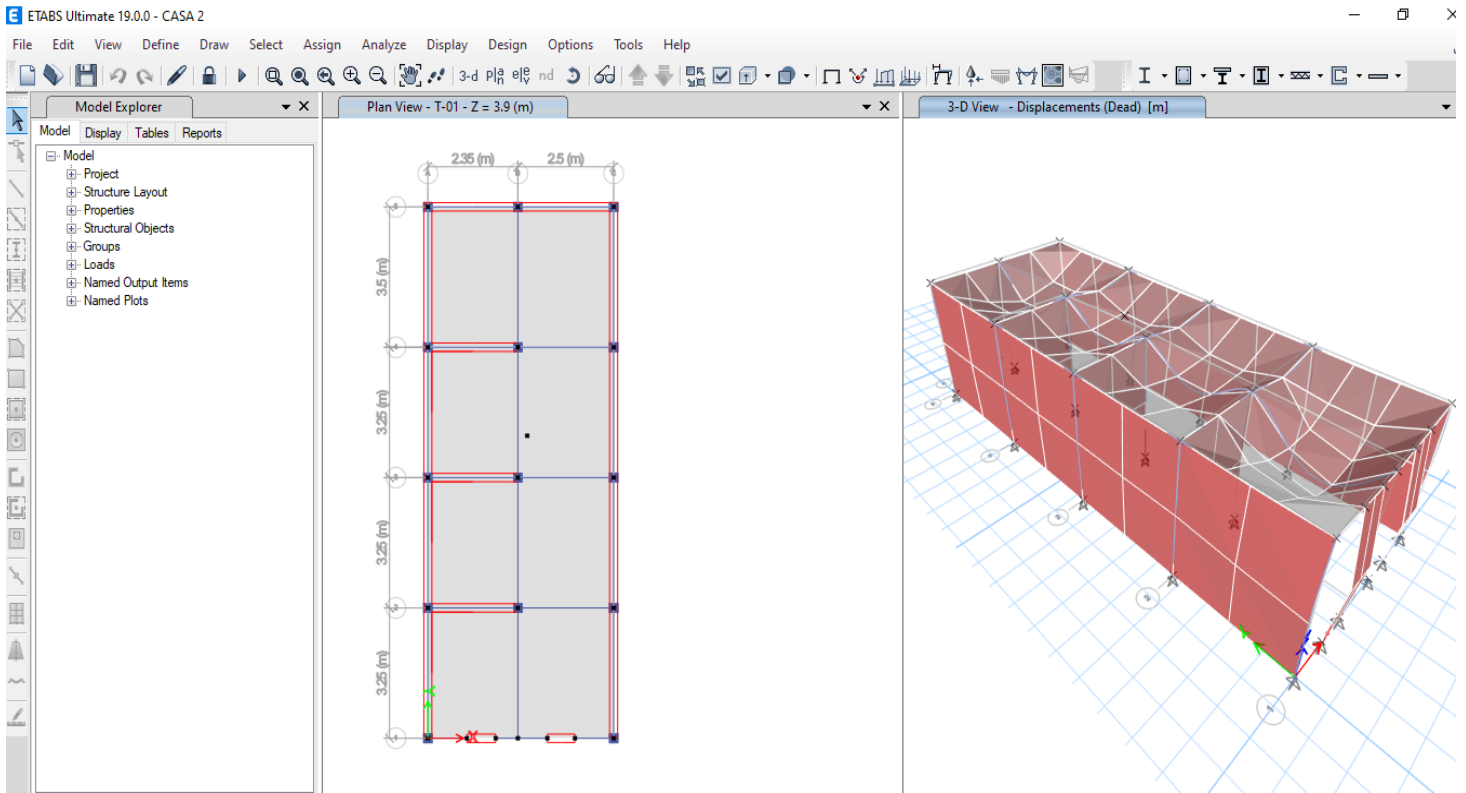 ETABS Ultimate 19.0.0 - CASA 2
File Edit View Define Draw Select Assign Analyze Display Design Options Tools Help
3-d
nd
Model Explorer
Plan View - T-01 - Z = 3.9 (m)
3-D View - Displacements (Dead) [m]
Model Display Tables Reports
Model
Project
Structure Layout
Properties
Structural Objects
Groups
Loads
Named Output Items
Named Plots
2.35 (m) 2.5 (m)
3.5 (m)
3.25 (m)
3.25 (m)
3.25 (m)
X